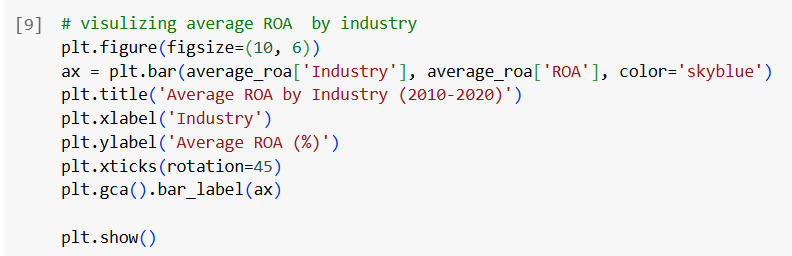 [9] # visulizing average ROA  by industry
plt.figure(figsize=(10, 6))
ax = plt.bar(average_roa['Industry'], average_roa['ROA'], color='skyblue')
plt.title('Average ROA by Industry (2010-2020)')
plt.xlabel('Industry')
plt.ylabel('Average ROA (%)')
plt.xticks(rotation=45)
plt.gca().bar_label(ax)
plt.show()